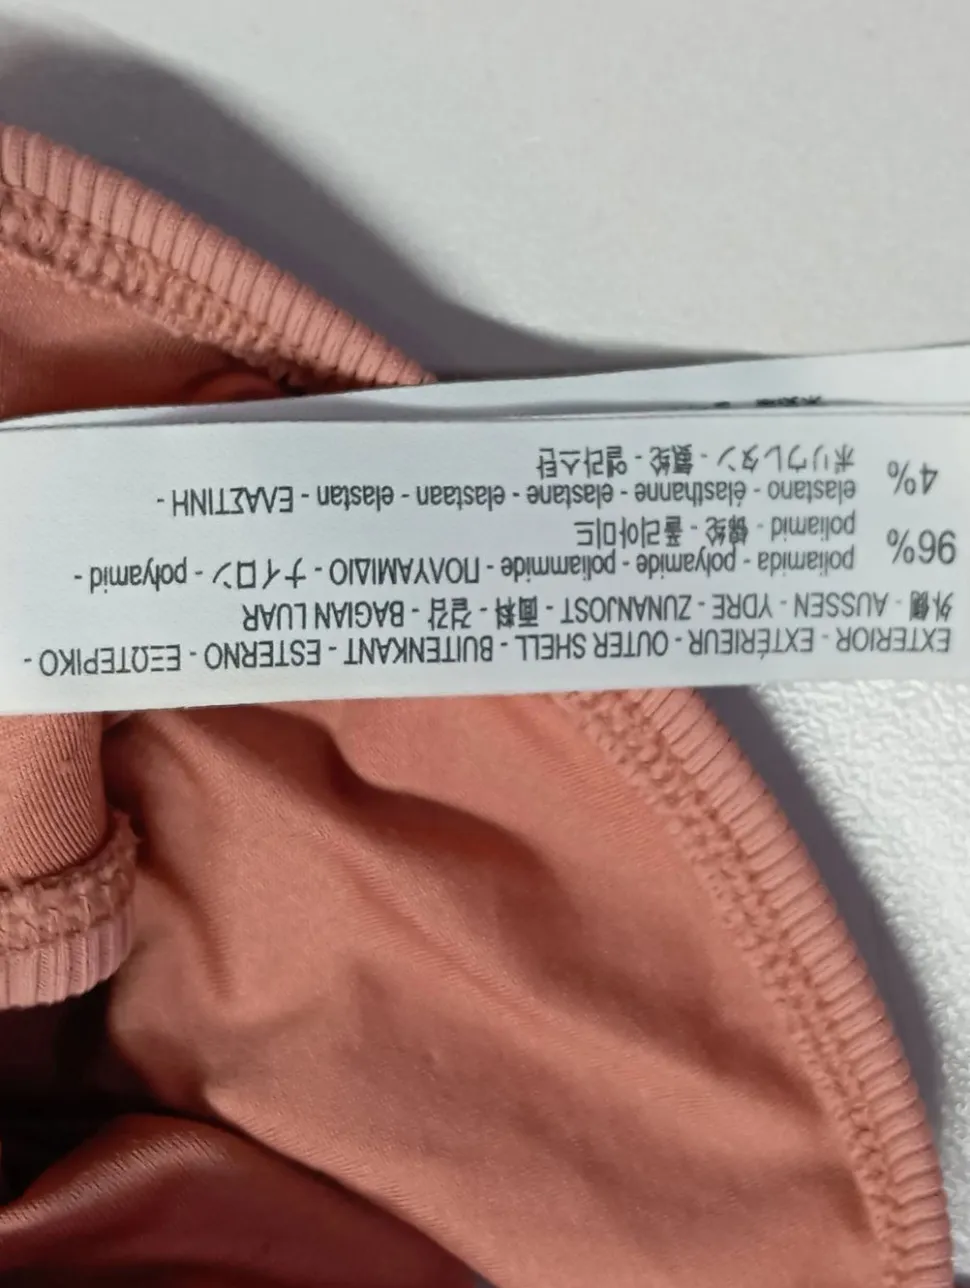 EXTERIOR - EXTÉRIEUR - OUTER SHELL - BUITENKANT - ESTERNO - ΕΞΩΤΕΡΙΚΟ -
外側 - AUSSEN - YDRE - ZUNANJOST - 面料 - 겉감 - BAGIAN LUAR
96% poliamida - polyamide - poliammide - ΠΟΛΥΑΜΙΔΙΟ - ナイロン - polyamid -
poliamid - 锦纶 - 폴리아미드
4% elastano - élasthanne - elastane - elastaan - elastan - ΕΛΑΣΤΙΝΗ -
ポリウレタン - 氨纶 - 엘라스탄